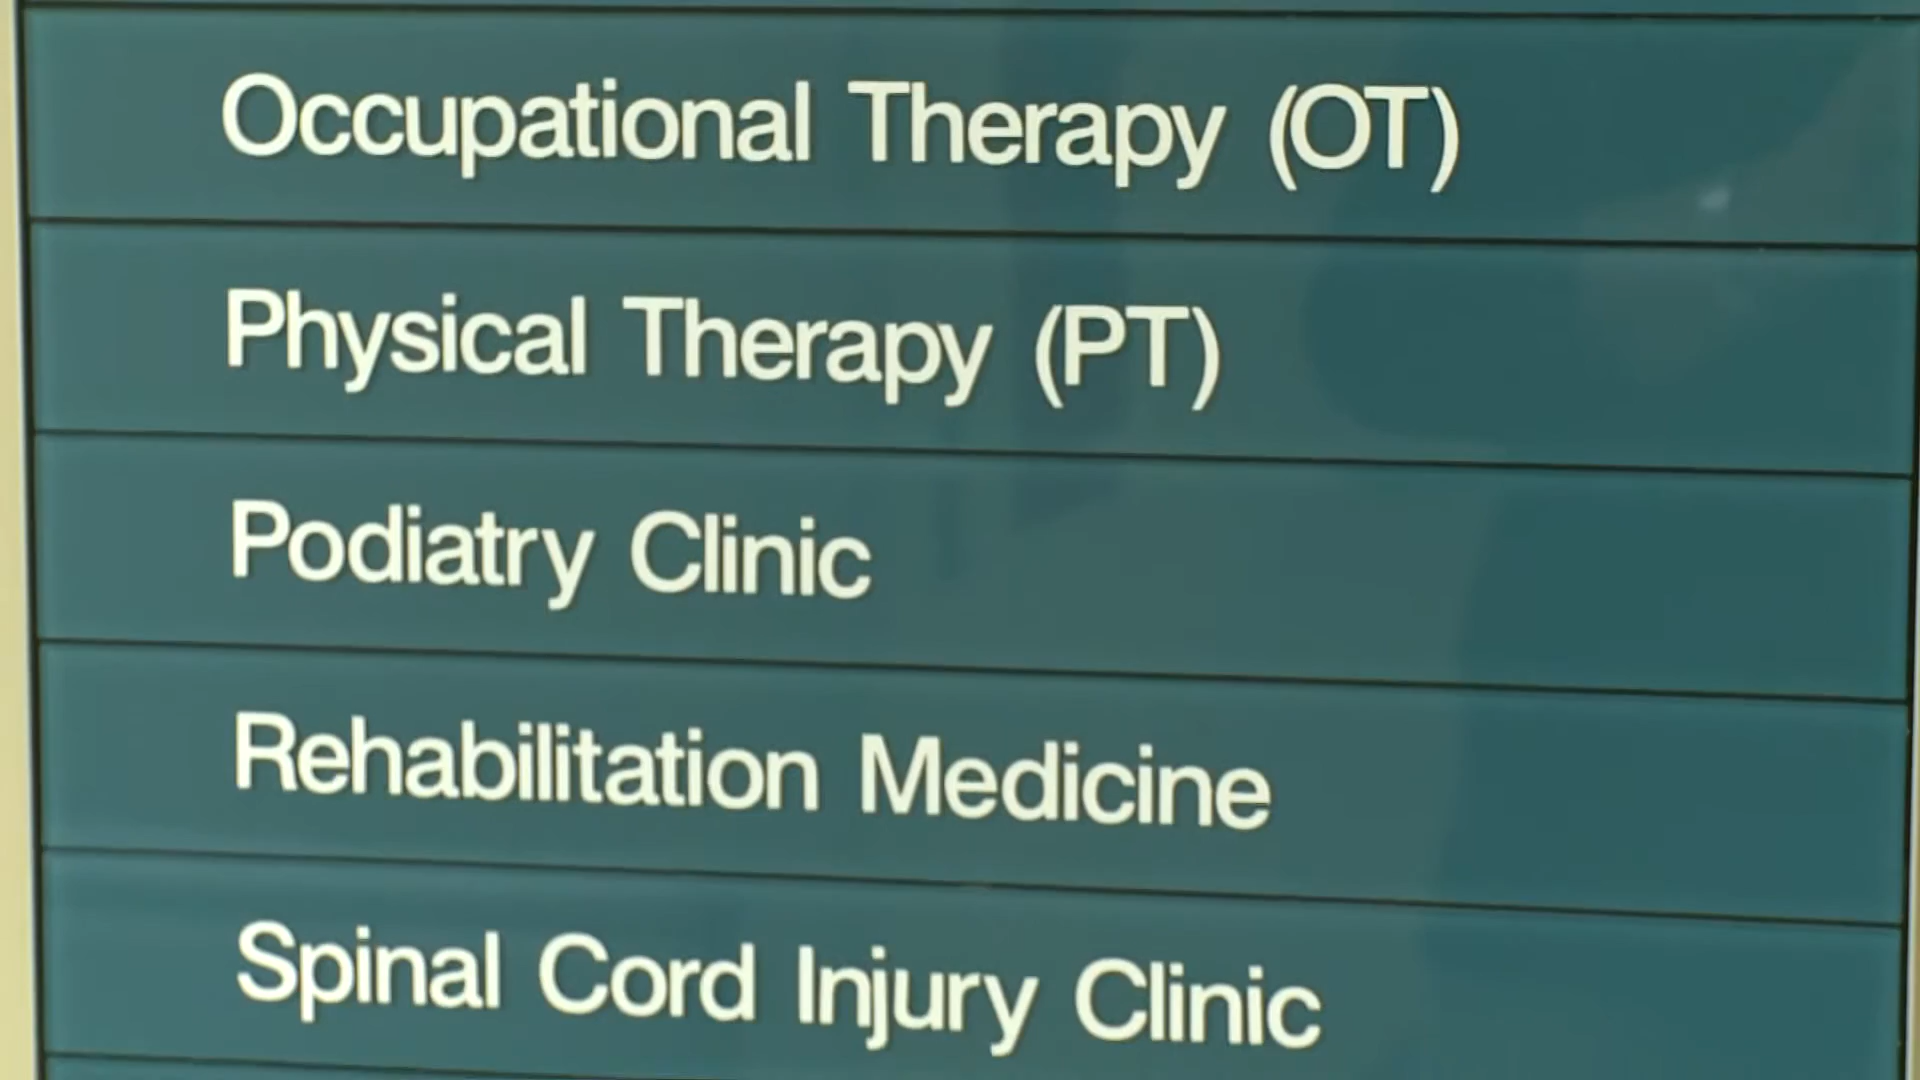 Occupational Therapy (OT)
Physical Therapy (PT)
Podiatry Clinic
Rehabilitation Medicine
Spinal Cord Injury Clinic